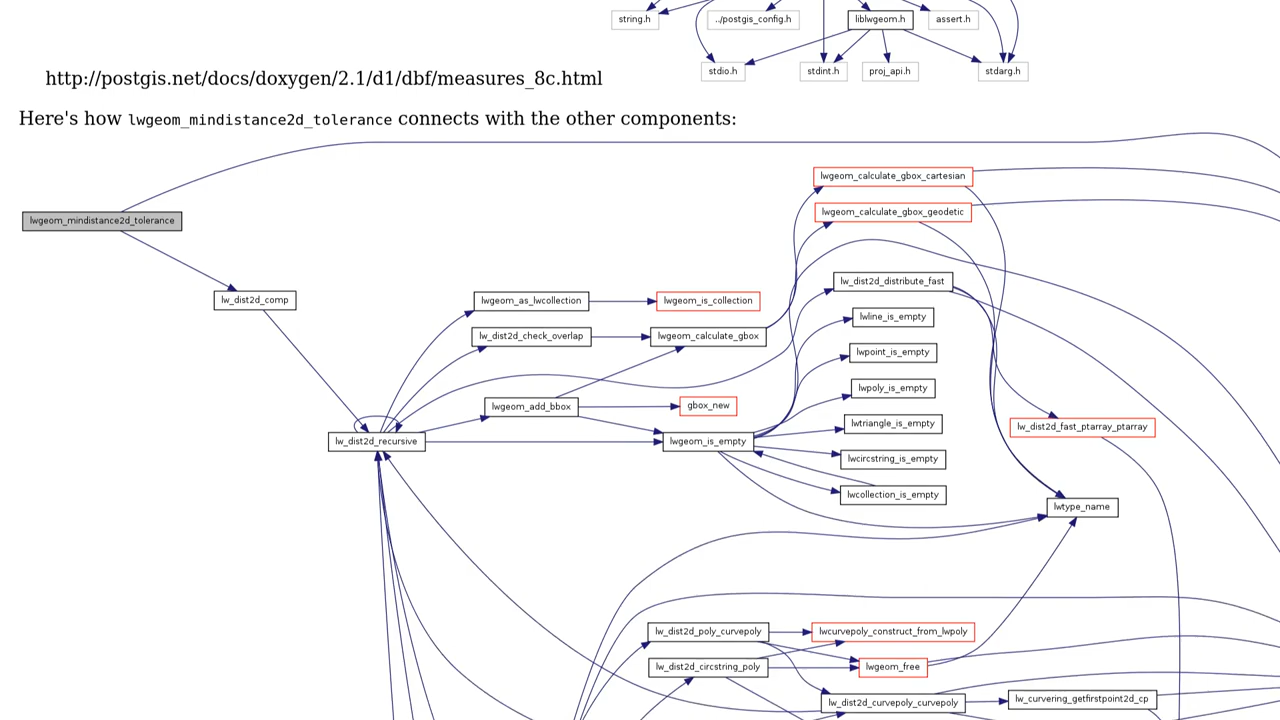 string.h
../postgis_config.h
liblwgeom.h
assert.h
stdio.h
stdint.h
proj_api.h
stdarg.h
http://postgis.net/docs/doxygen/2.1/d1/dbf/measures_8c.html
Here's how lwgeom_mindistance2d_tolerance connects with the other components:
lwgeom_calculate_gbox_cartesian
lwgeom_mindistance2d_tolerance
lwgeom_calculate_gbox_geodetic
lw_dist2d_comp
lwgeom_as_lwcollection
lwgeom_is_collection
lw_dist2d_distribute_fast
lwline_is_empty
lw_dist2d_check_overlap
lwgeom_calculate_gbox
lwpoint_is_empty
lwpoly_is_empty
lwgeom_add_bbox
gbox_new
lwtriangle_is_empty
lw_dist2d_fast_ptarray_ptarray
lw_dist2d_recursive
lwgeom_is_empty
lwcircstring_is_empty
lwcollection_is_empty
lwtype_name
lw_dist2d_poly_curvepoly
lwcurvepoly_construct_from_lwpoly
lw_dist2d_circstring_poly
lwgeom_free
lw_dist2d_curvepoly_curvepoly
lw_curvering_getfirstpoint2d_cp